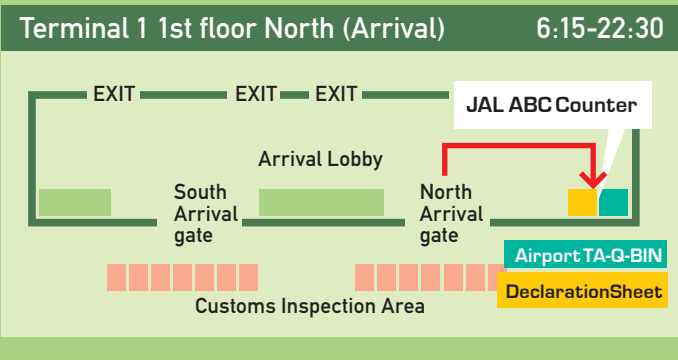 Terminal 1 1st floor North (Arrival) 6:15-22:30
EXIT EXIT EXIT
JAL ABC Counter
Arrival Lobby
South
Arrival
gate
North
Arrival
gate
Airport TA-Q-BIN
DeclarationSheet
Customs Inspection Area